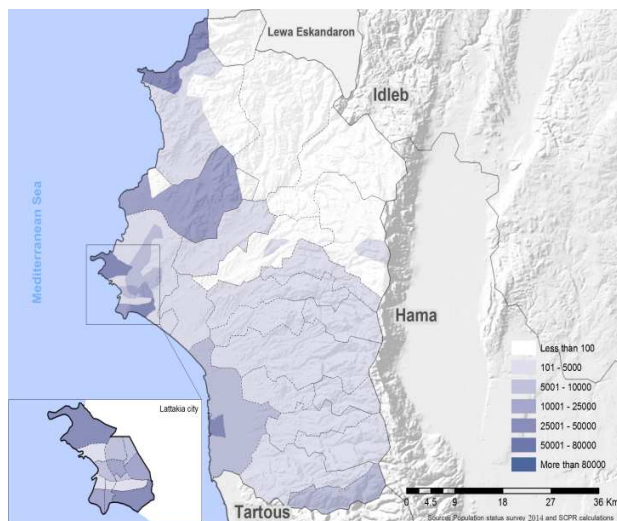 Lewa Eskandaron
Idleb
Mediterranean Sea
Hama
Less than 100
101 - 5000
5001 - 10000
10001 - 25000
25001 - 50000
50001 - 80000
More than 80000
Lattakia city
Tartous
0 4.5 9 18 27 36 Km
Source: Population status survey 2014 and SCPR calculations